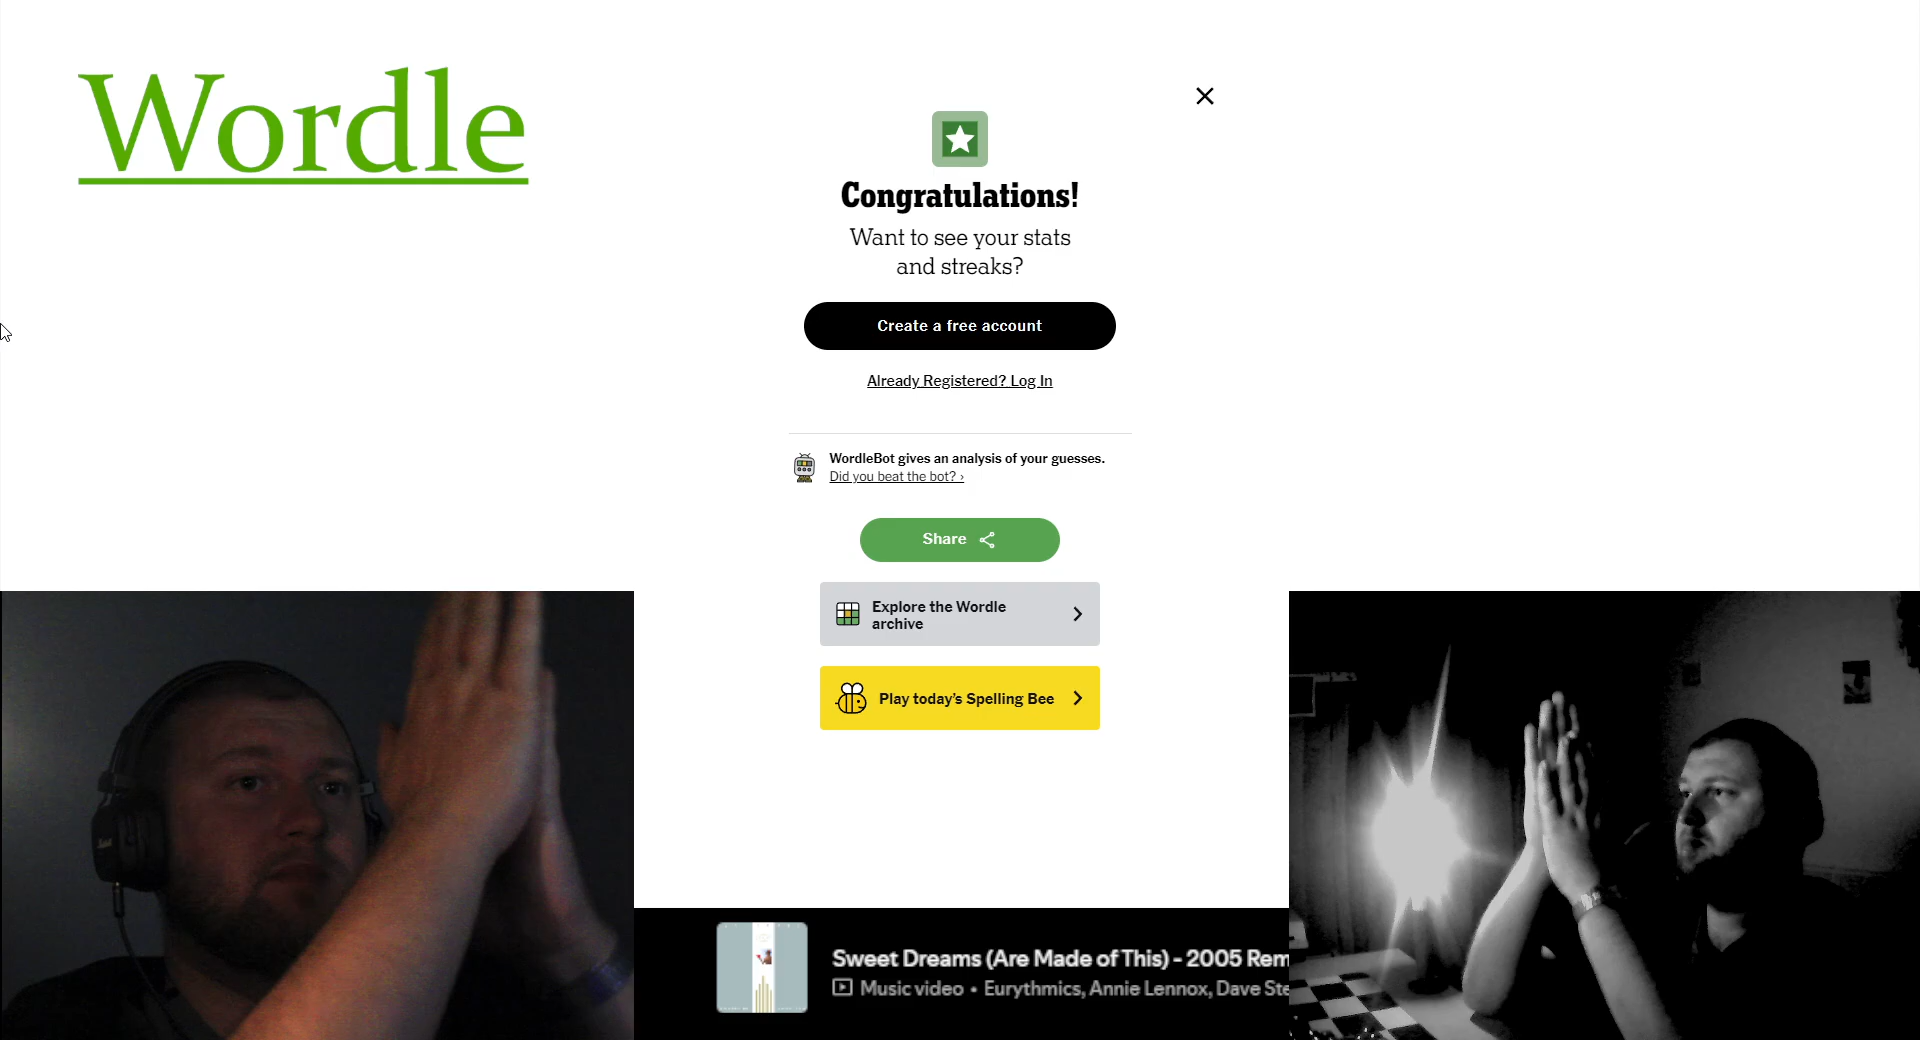 Wordle
Congratulations!
Want to see your stats
and streaks?
Create a free account
Already Registered? Log In
WordleBot gives an analysis of your guesses.
Did you beat the bot? ›
Share
Explore the Wordle
archive
Play today's Spelling Bee
Sweet Dreams (Are Made of This) - 2005 Rem
Music video • Eurythmics, Annie Lennox, Dave Ste